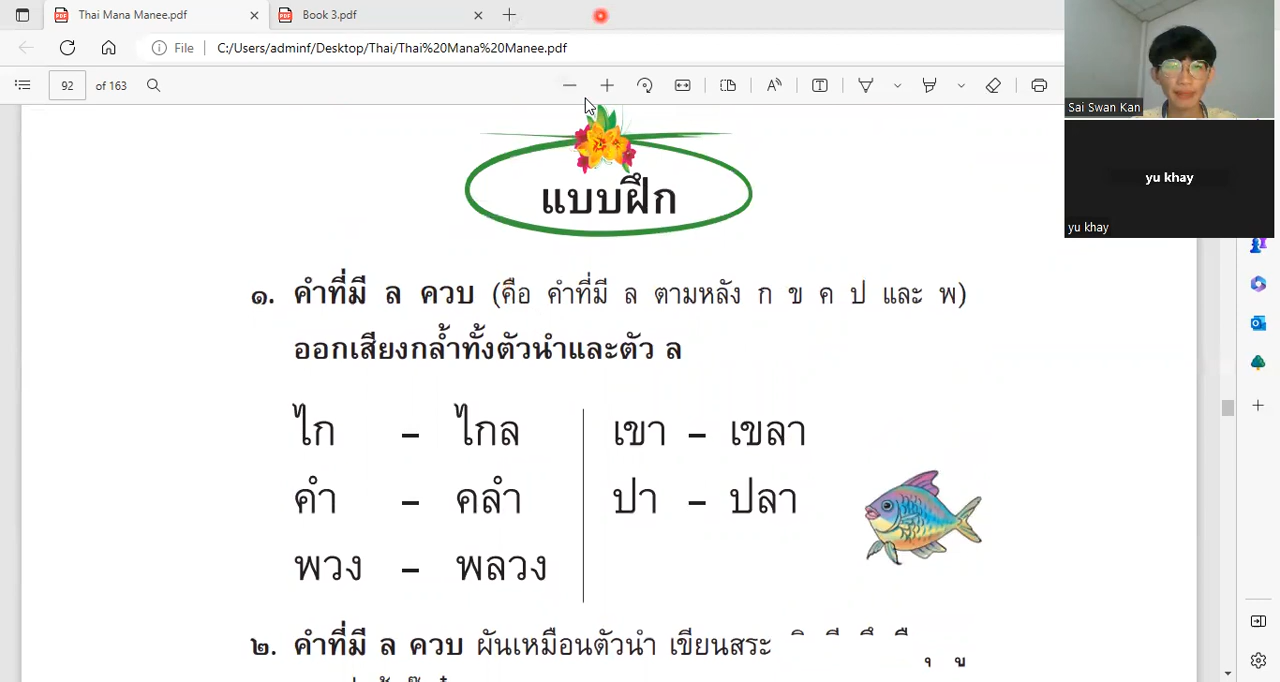 Thai Mana Manee.pdf
Book 3.pdf
File C:/Users/adminf/Desktop/Thai/Thai%20Mana%20Manee.pdf
92 of 163
Sai Swan Kan
yu khay
yu khay
แบบฝึก
๑. คำที่มี ล ควบ (คือ คำที่มี ล ตามหลัง ก ข ค ป และ พ)
ออกเสียงกล้ำทั้งตัวนำและตัว ล
ไก - ไกล เขา - เขลา
คำ - คลำ ปา - ปลา
พวง - พลวง
๒. คำที่มี ล ควบ ผันเหมือนตัวนำ เขียนสระ